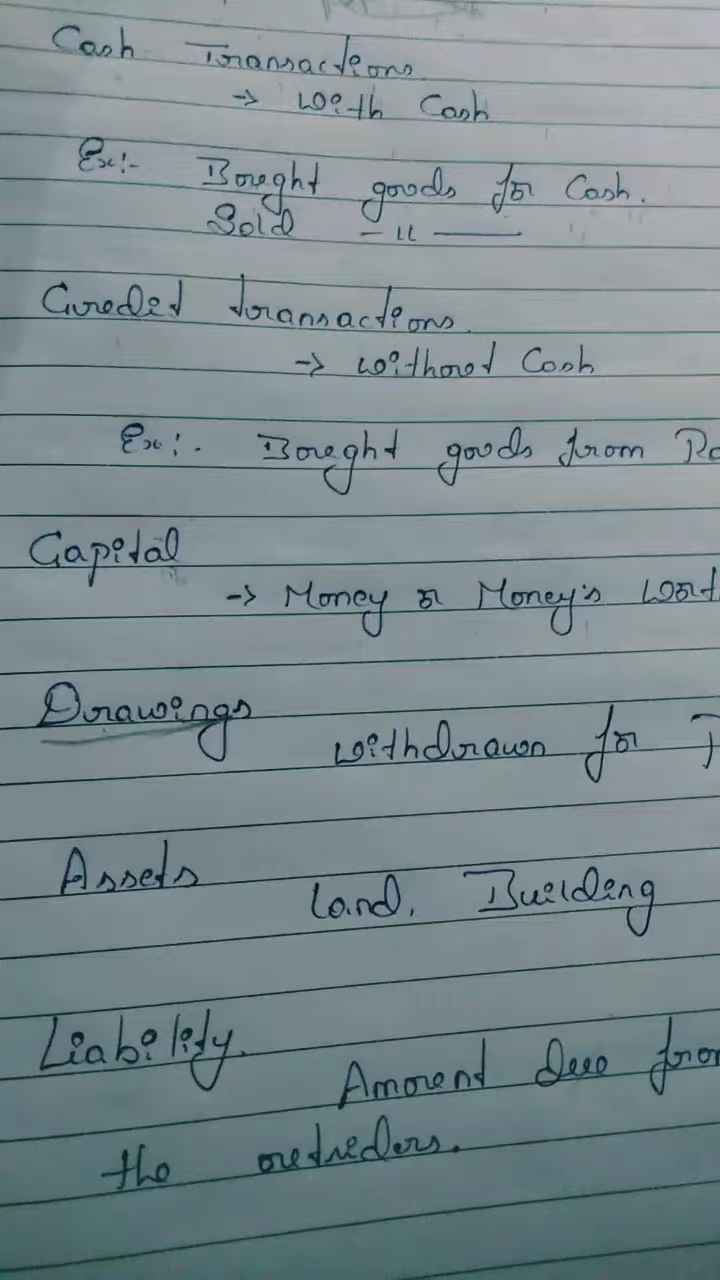 Cash Transactions
→ with Cash
Ex:- Bought goods for Cash.
Sold —〃——
Credit transactions
→ without Cash
Ex:- Bought goods from
Capital
→ Money or Money's
Drawings
withdrawn for
Assets
Land, Building
Liability.
Amount due from
the outsiders.